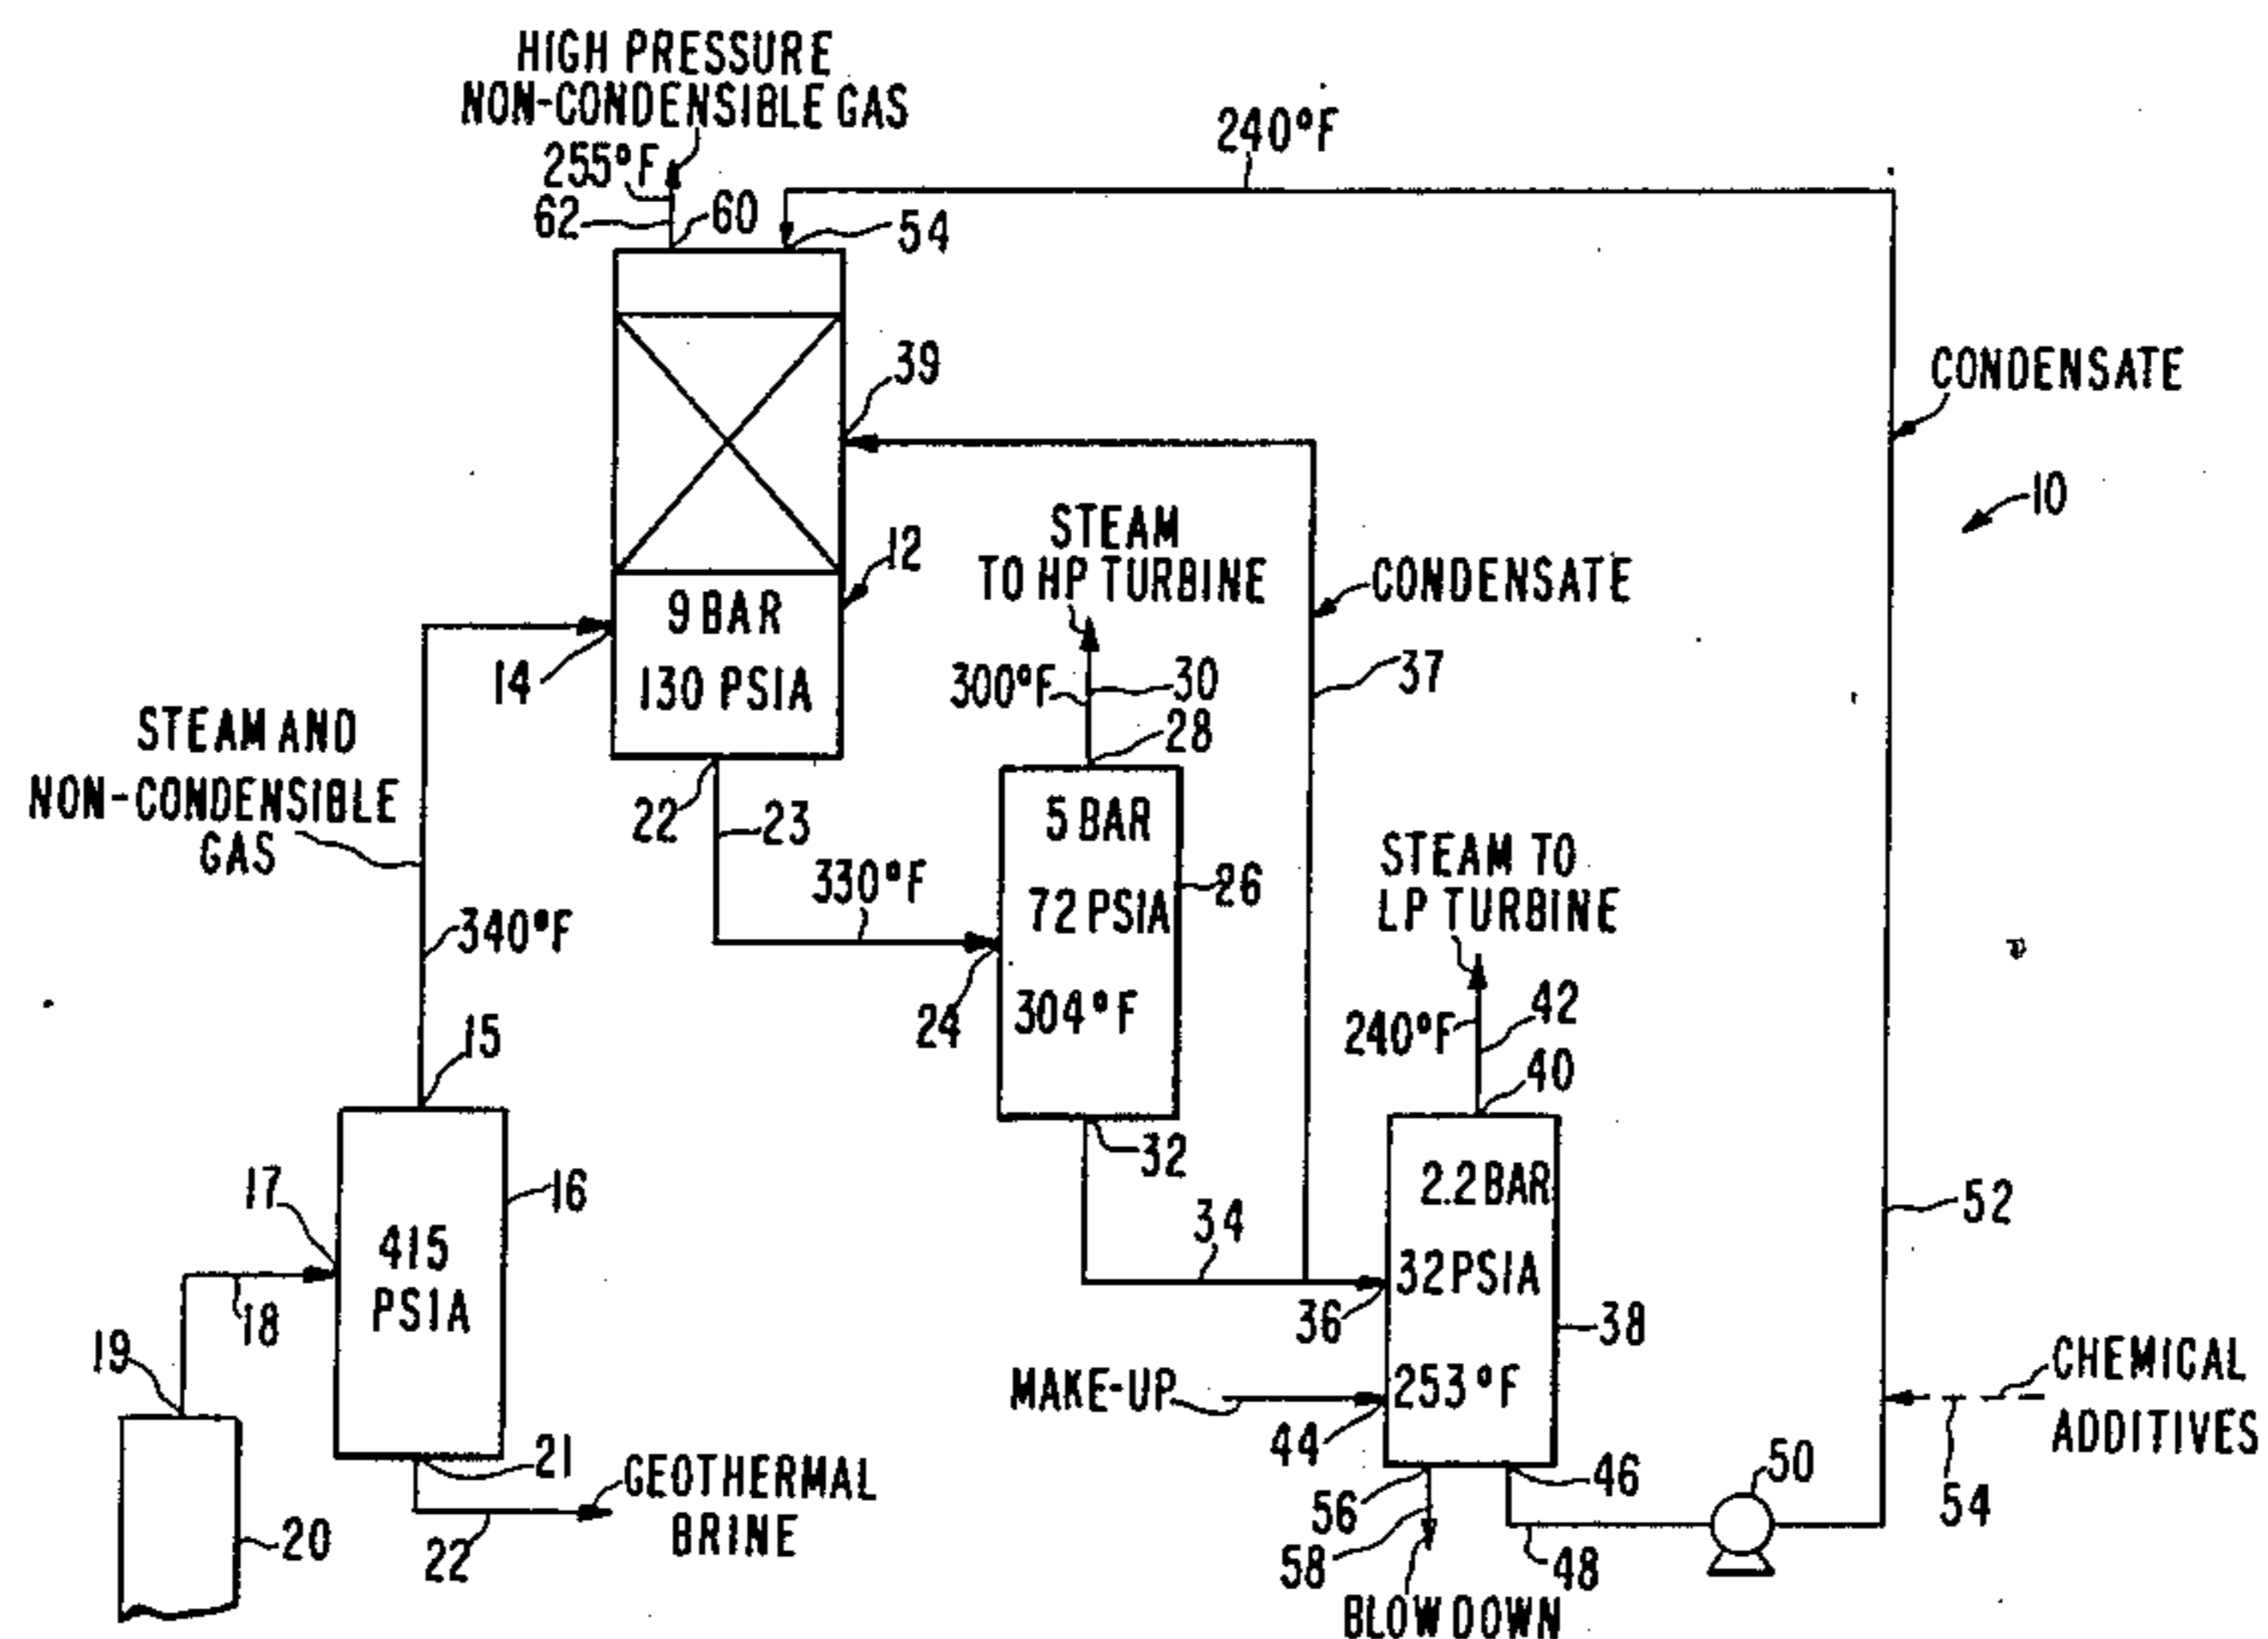 HIGH PRESSURE
NON-CONDENSIBLE GAS
255°F
62
60
54
240°F
39
CONDENSATE
10
12
9 BAR
130 PSIA
14
STEAM
TO HP TURBINE
CONDENSATE
300°F
30
28
37
STEAM AND
NON-CONDENSIBLE
GAS
22
23
330°F
5 BAR
72 PSIA
26
304°F
24
STEAM TO
LP TURBINE
340°F
240°F
42
40
15
32
17
16
415
PSIA
34
2.2 BAR
32 PSIA
36
38
253°F
52
18
19
MAKE-UP
44
CHEMICAL
ADDITIVES
54
21
GEOTHERMAL
BRINE
22
20
56
58
46
48
50
BLOWDOWN